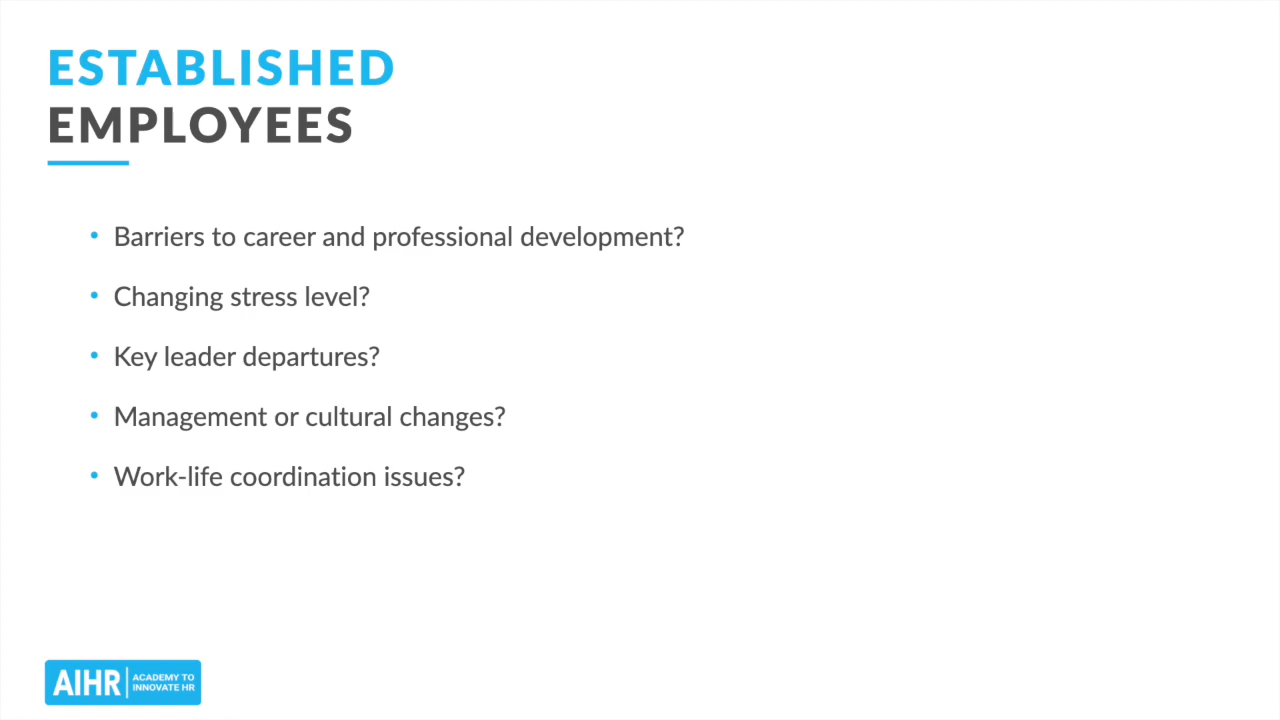 ESTABLISHED
EMPLOYEES
• Barriers to career and professional development?
• Changing stress level?
• Key leader departures?
• Management or cultural changes?
• Work-life coordination issues?
AIHR
ACADEMY TO
INNOVATE HR